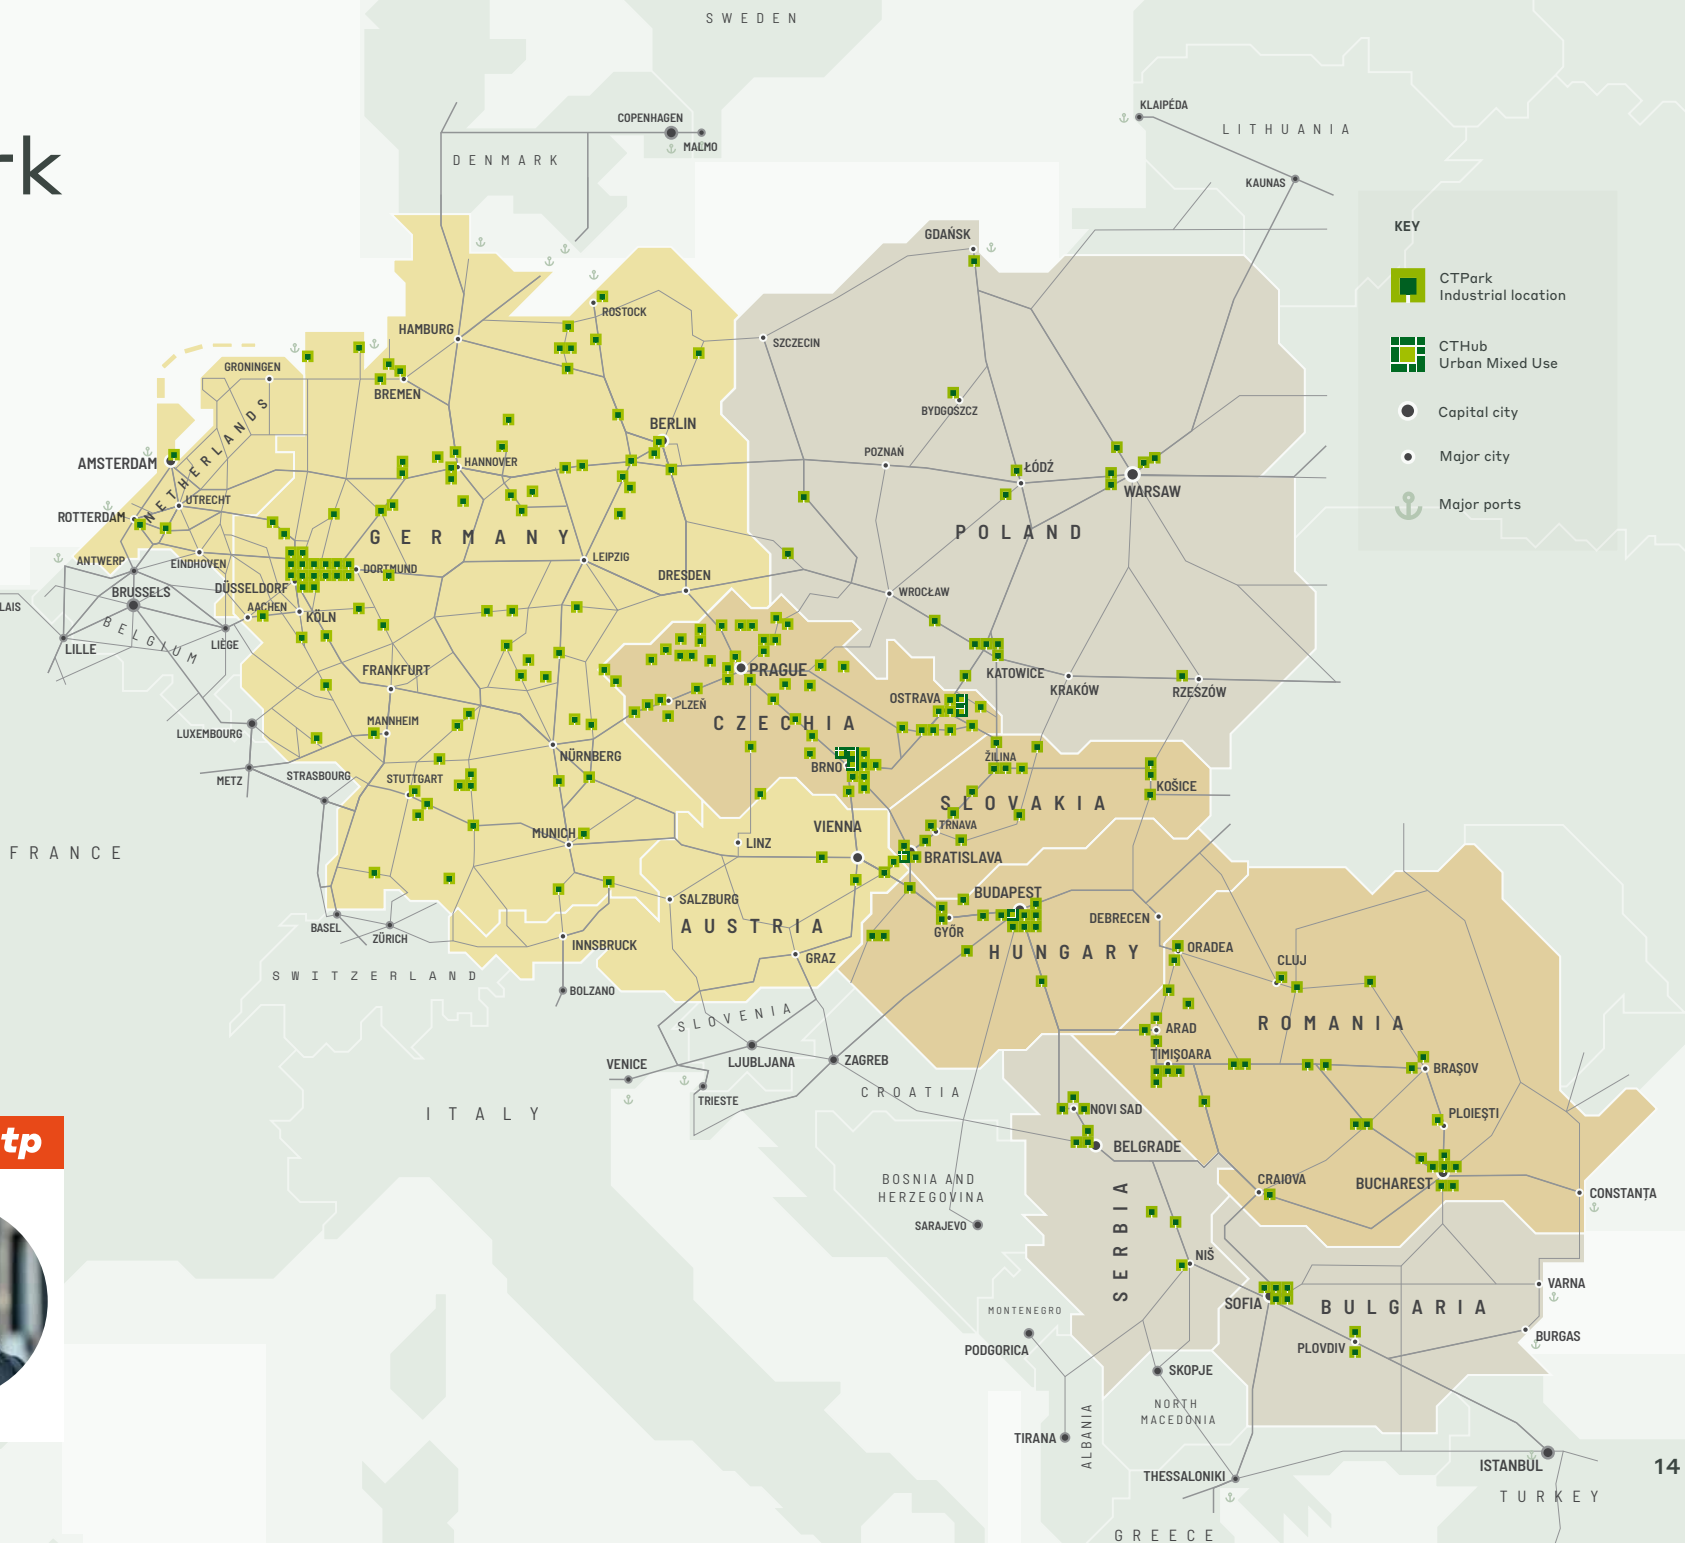 SWEDEN
COPENHAGEN
MALMO
DENMARK
KLAIPĖDA
LITHUANIA
KAUNAS
rk
KEY
CTPark
Industrial location
CTHub
Urban Mixed Use
Capital city
Major city
Major ports
GDAŃSK
ROSTOCK
HAMBURG
SZCZECIN
GRONINGEN
BREMEN
BYDGOSZCZ
BERLIN
NETHERLANDS
AMSTERDAM
HANNOVER
POZNAŃ
ŁÓDŹ
WARSAW
UTRECHT
ROTTERDAM
GERMANY
POLAND
ANTWERP
EINDHOVEN
DORTMUND
LEIPZIG
DRESDEN
BRUSSELS
DÜSSELDORF
WROCŁAW
LAIS
AACHEN
KÖLN
BELGIUM
LILLE
LIÈGE
FRANKFURT
PRAGUE
KATOWICE
KRAKÓW
RZESZÓW
OSTRAVA
PLZEŇ
CZECHIA
LUXEMBOURG
MANNHEIM
NÜRNBERG
ŽILINA
BRNO
METZ
STRASBOURG
STUTTGART
KOŠICE
SLOVAKIA
VIENNA
TRNAVA
MUNICH
LINZ
FRANCE
BRATISLAVA
BUDAPEST
SALZBURG
DEBRECEN
BASEL
ZÜRICH
AUSTRIA
GYÖR
INNSBRUCK
HUNGARY
ORADEA
GRAZ
CLUJ
SWITZERLAND
BOLZANO
SLOVENIA
ROMANIA
ARAD
TIMIŞOARA
VENICE
LJUBLJANA
ZAGREB
BRAŞOV
TRIESTE
CROATIA
ITALY
NOVI SAD
PLOIEŞTI
tp
BELGRADE
BOSNIA AND
HERZEGOVINA
CRAIOVA
BUCHAREST
CONSTANȚA
SARAJEVO
SERBIA
NIŠ
VARNA
SOFIA
BULGARIA
MONTENEGRO
PODGORICA
PLOVDIV
BURGAS
SKOPJE
NORTH
MACEDONIA
TIRANA
ALBANIA
THESSALONIKI
ISTANBUL
14
TURKEY
GREECE